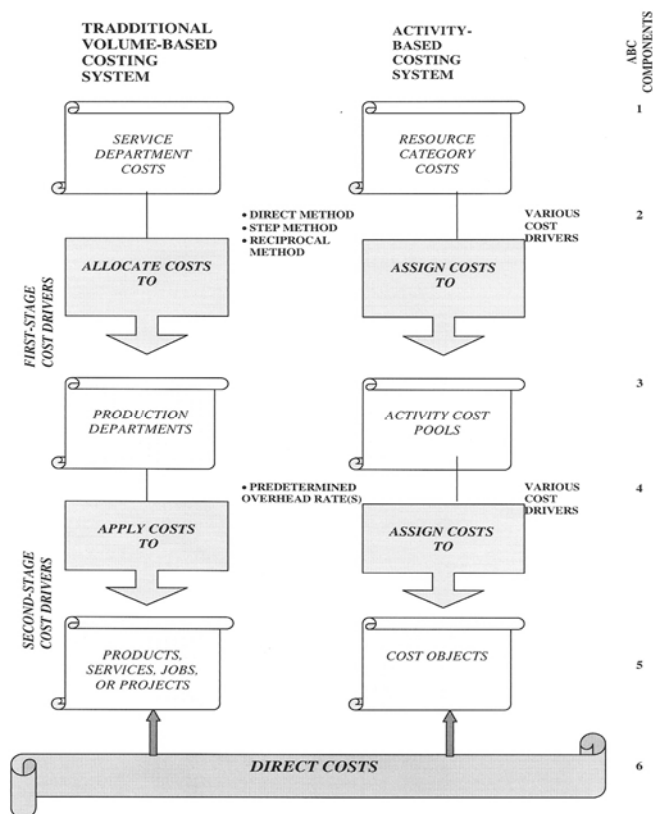 TRADDITIONAL
VOLUME-BASED
COSTING
SYSTEM
ACTIVITY-
BASED
COSTING
SYSTEM
ABC
COMPONENTS
SERVICE
DEPARTMENT
COSTS
RESOURCE
CATEGORY
COSTS
1
• DIRECT METHOD
• STEP METHOD
• RECIPROCAL
METHOD
VARIOUS
COST
DRIVERS
2
FIRST-STAGE
COST DRIVERS
ALLOCATE COSTS
TO
ASSIGN COSTS
TO
PRODUCTION
DEPARTMENTS
ACTIVITY COST
POOLS
3
• PREDETERMINED
OVERHEAD RATE(S)
VARIOUS
COST
DRIVERS
4
SECOND-STAGE
COST DRIVERS
APPLY COSTS
TO
ASSIGN COSTS
TO
PRODUCTS,
SERVICES, JOBS,
OR PROJECTS
COST OBJECTS
5
DIRECT COSTS
6